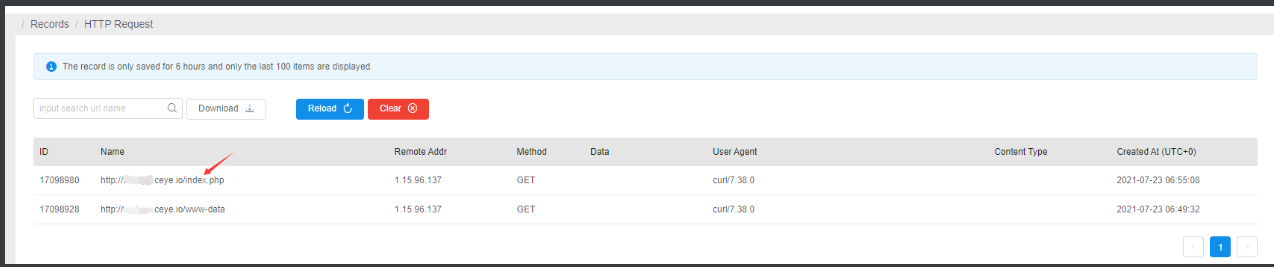 / Records / HTTP Request
The record is only saved for 6 hours and only the last 100 items are displayed.
input search url name Download Reload Clear
ID Name Remote Addr Method Data User Agent Content Type Created At (UTC+0)
17098980 http:// .ceye.io/index.php 1.15.96.137 GET curl/7.38.0 2021-07-23 06:55:08
17098928 http:// .ceye.io/www-data 1.15.96.137 GET curl/7.38.0 2021-07-23 06:49:32
< 1 >